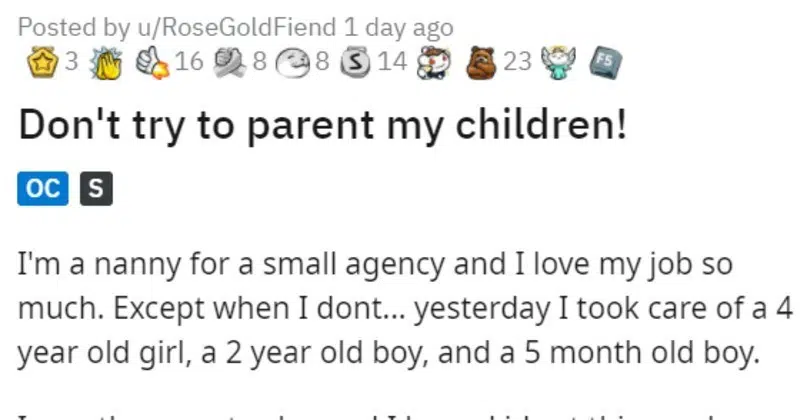 Posted by u/RoseGoldFiend 1 day ago
3 16 8 8 S 14 23 F5
Don't try to parent my children!
OC S
I'm a nanny for a small agency and I love my job so
much. Except when I dont... yesterday I took care of a 4
year old girl, a 2 year old boy, and a 5 month old boy.